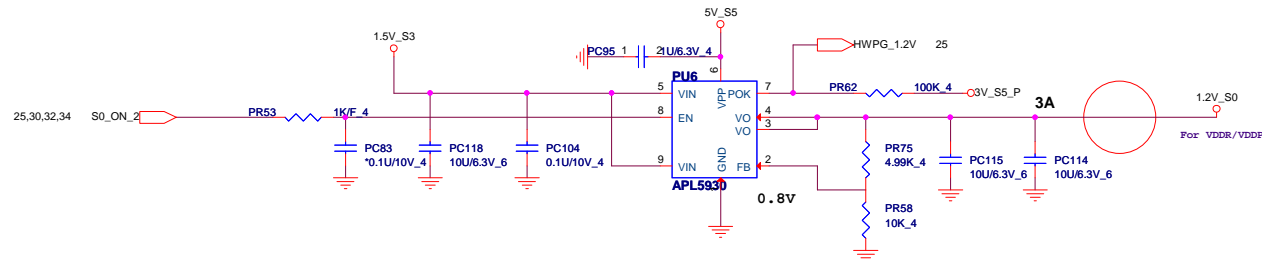 5V_S5
1.5V_S3
PC95 1 2 1U/6.3V_4
HWPG_1.2V 25
PU6
6
5 VIN VPP POK 7
PR62 100K_4 3V_S5_P
25,30,32,34 S0_ON_2
PR53 1K/F_4
8 EN VO 4
VO 3
3A
1.2V_S0
For VDDR/VDDP
PC83
*0.1U/10V_4
PC118
10U/6.3V_6
PC104
0.1U/10V_4
9 VIN GND FB 2
APL5930
0.8V
PR75
4.99K_4
PC115
10U/6.3V_6
PC114
10U/6.3V_6
PR58
10K_4